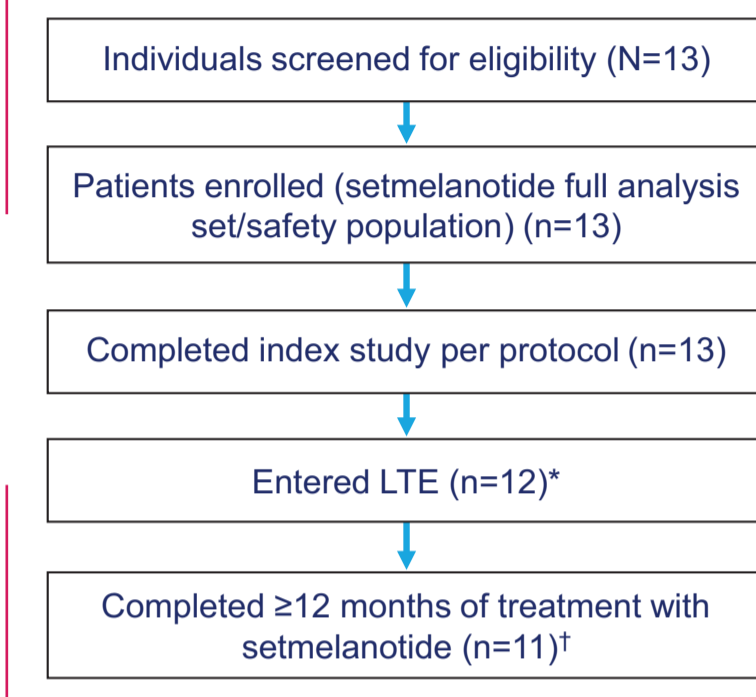 Individuals screened for eligibility (N=13)
Patients enrolled (setmelanotide full analysis
set/safety population) (n=13)
Completed index study per protocol (n=13)
Entered LTE (n=12)*
Completed ≥12 months of treatment with
setmelanotide (n=11)†